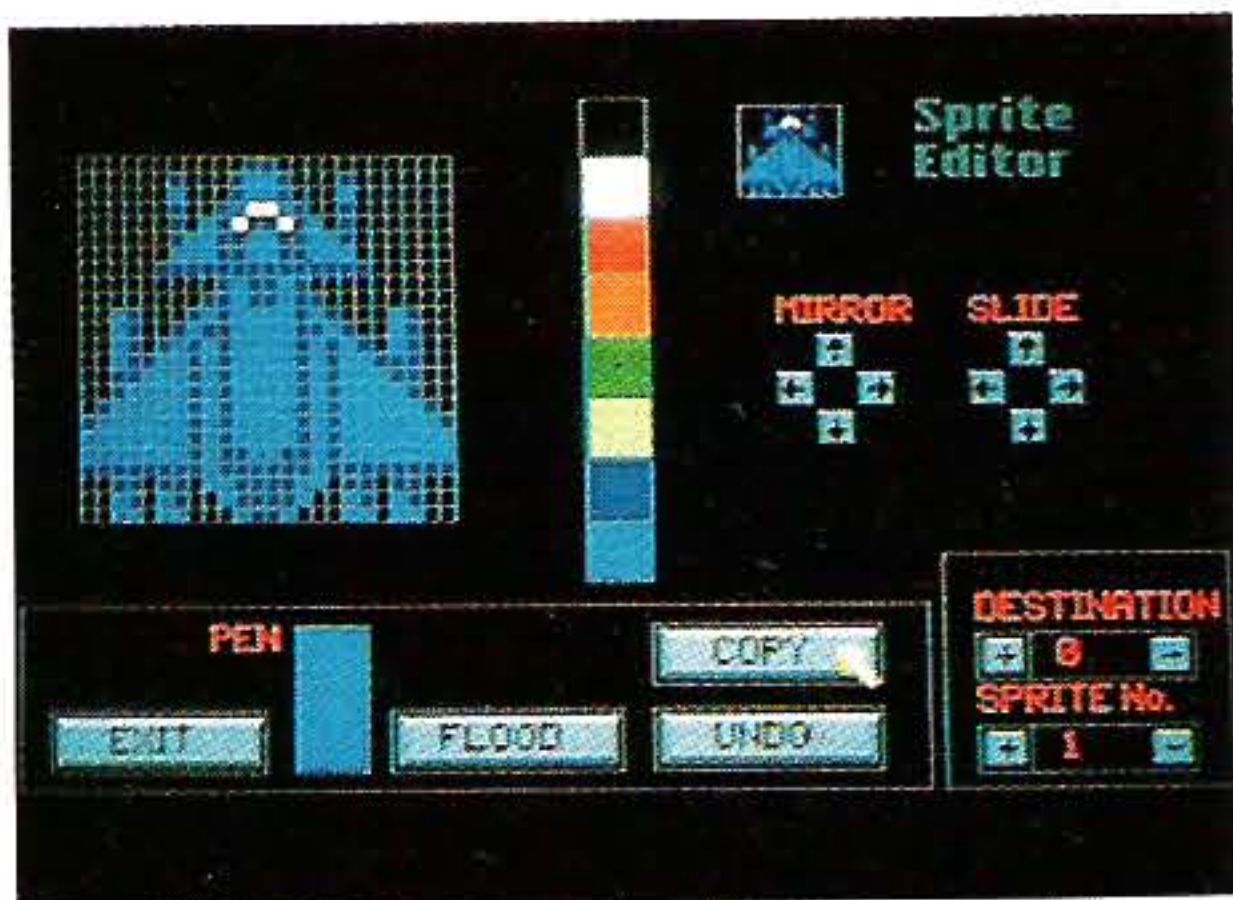 Sprite
Editor
MIRROR SLIDE
DESTINATION
0
SPRITE No.
1
PEN
COPY
EXIT
FLOOD
UNDO